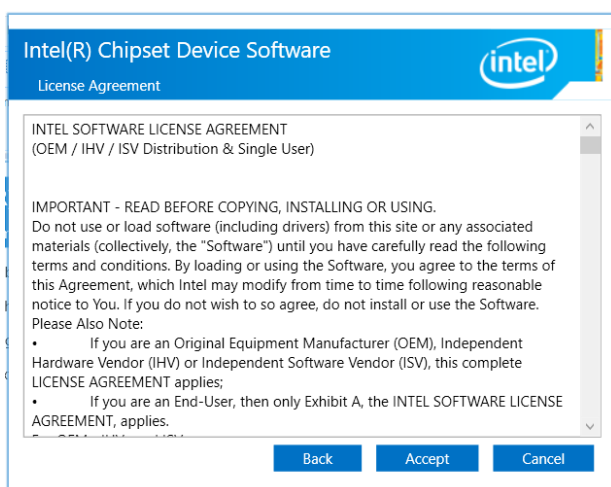 Intel(R) Chipset Device Software
intel
License Agreement
INTEL SOFTWARE LICENSE AGREEMENT
(OEM / IHV / ISV Distribution & Single User)
IMPORTANT - READ BEFORE COPYING, INSTALLING OR USING.
Do not use or load software (including drivers) from this site or any associated
materials (collectively, the "Software") until you have carefully read the following
terms and conditions. By loading or using the Software, you agree to the terms of
this Agreement, which Intel may modify from time to time following reasonable
notice to You. If you do not wish to so agree, do not install or use the Software.
Please Also Note:
• If you are an Original Equipment Manufacturer (OEM), Independent
Hardware Vendor (IHV) or Independent Software Vendor (ISV), this complete
LICENSE AGREEMENT applies;
• If you are an End-User, then only Exhibit A, the INTEL SOFTWARE LICENSE
AGREEMENT, applies.
Back Accept Cancel